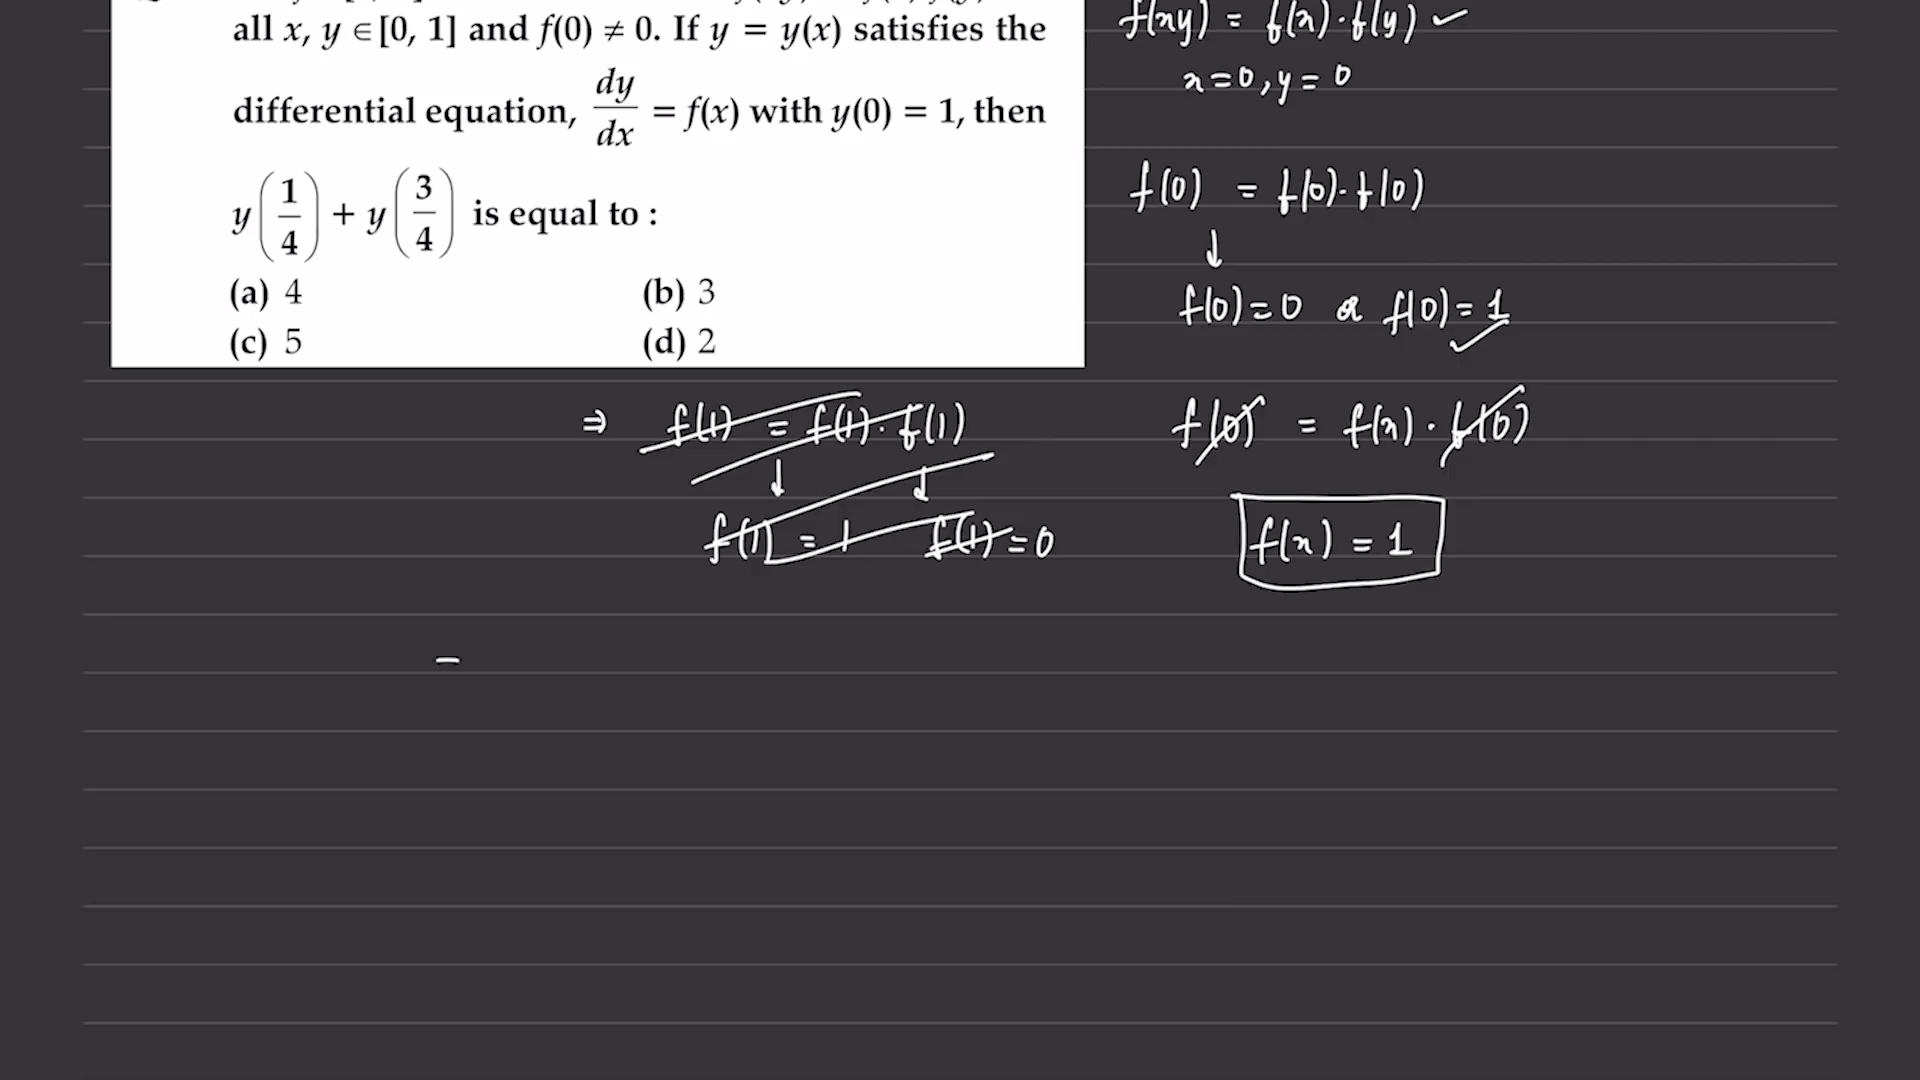 all x, y ∈ [0, 1] and f(0) ≠ 0. If y = y(x) satisfies the
differential equation, dy/dx = f(x) with y(0) = 1, then
y(1/4) + y(3/4) is equal to :
(a) 4 (b) 3
(c) 5 (d) 2
f(xy) = f(x)·f(y) ✓
x=0, y=0
f(0) = f(0)·f(0)
↓
f(0)=0 or f(0)=1 ✓
⇒ f(1) = f(1)·f(1)
↓ ↓
f(1) = 1 f(1)=0
f(0) = f(x)·f(0)
f(x) = 1
–